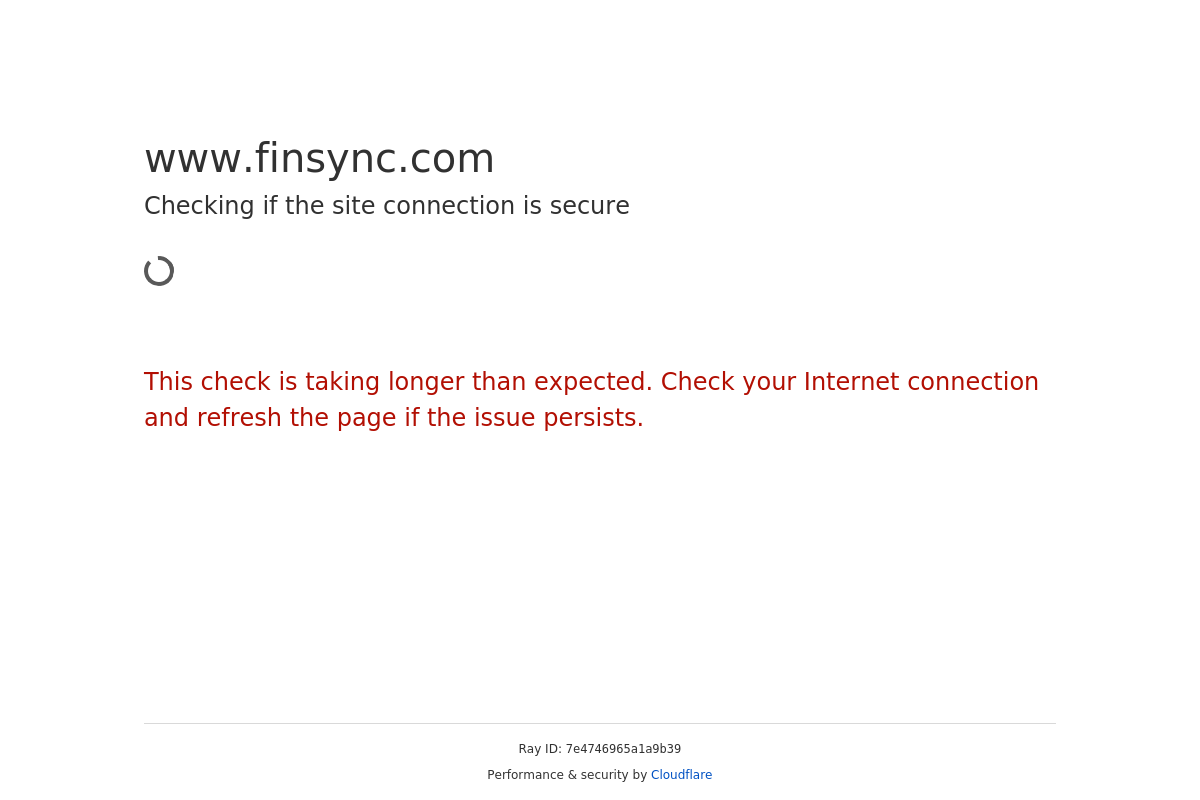 www.finsync.com
Checking if the site connection is secure
This check is taking longer than expected. Check your Internet connection
and refresh the page if the issue persists.
Ray ID: 7e4746965a1a9b39
Performance & security by Cloudflare